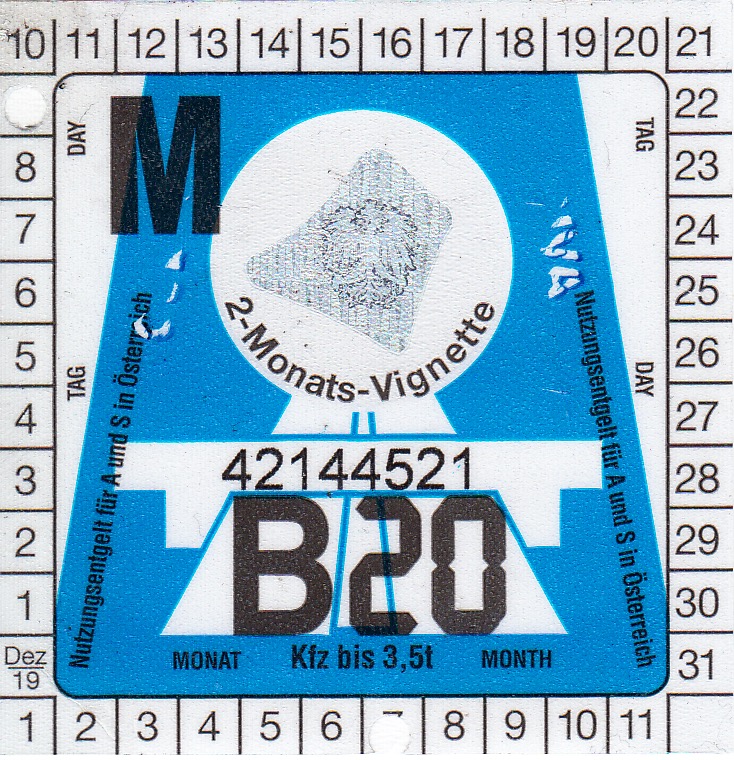 10 11 12 13 14 15 16 17 18 19 20 21
22
8 23
7 24
6 25
5 26
4 27
3 28
2 29
1 30
Dez
19
31
1 2 3 4 5 6 8 9 10 11
DAY
TAG
M
TAG
DAY
2-Monats-Vignette
Nutzungsentgelt für A und S in Österreich
Nutzungsentgelt für A und S in Österreich
42144521
B20
MONAT Kfz bis 3,5t MONTH